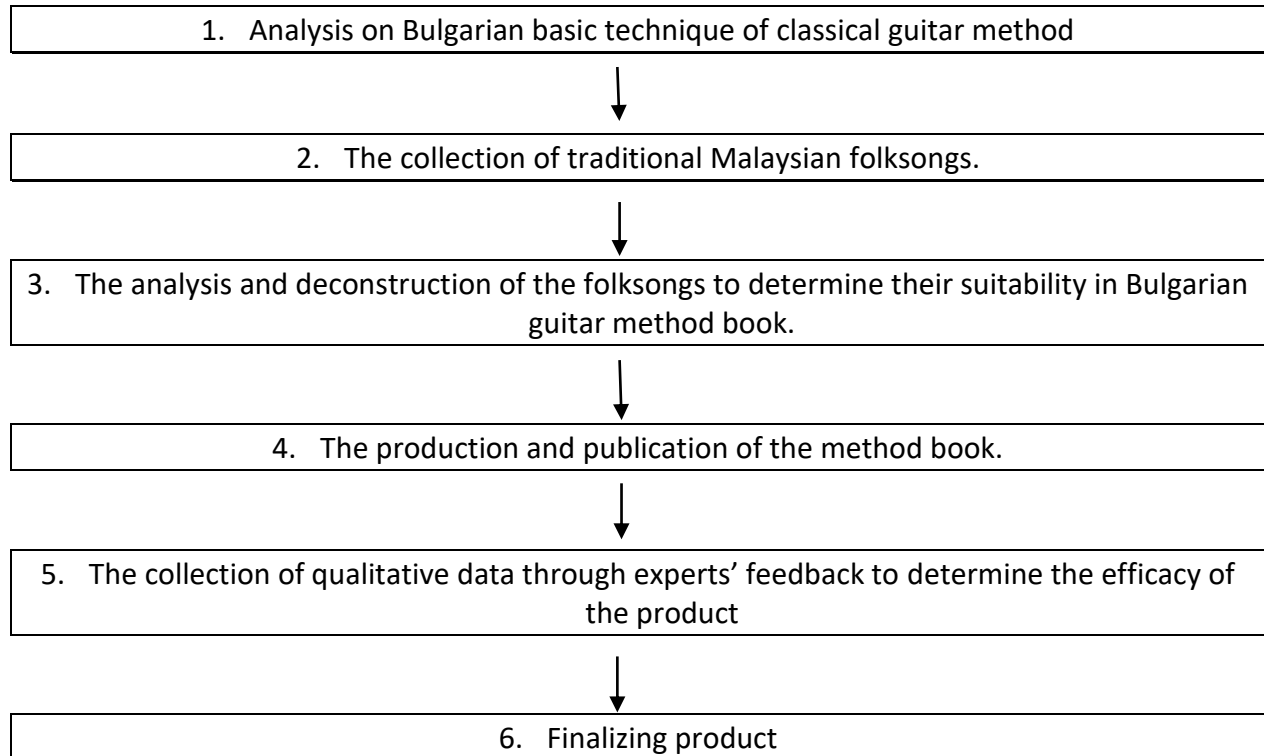 1. Analysis on Bulgarian basic technique of classical guitar method
2. The collection of traditional Malaysian folksongs.
3. The analysis and deconstruction of the folksongs to determine their suitability in Bulgarian
guitar method book.
4. The production and publication of the method book.
5. The collection of qualitative data through experts’ feedback to determine the efficacy of
the product
6. Finalizing product